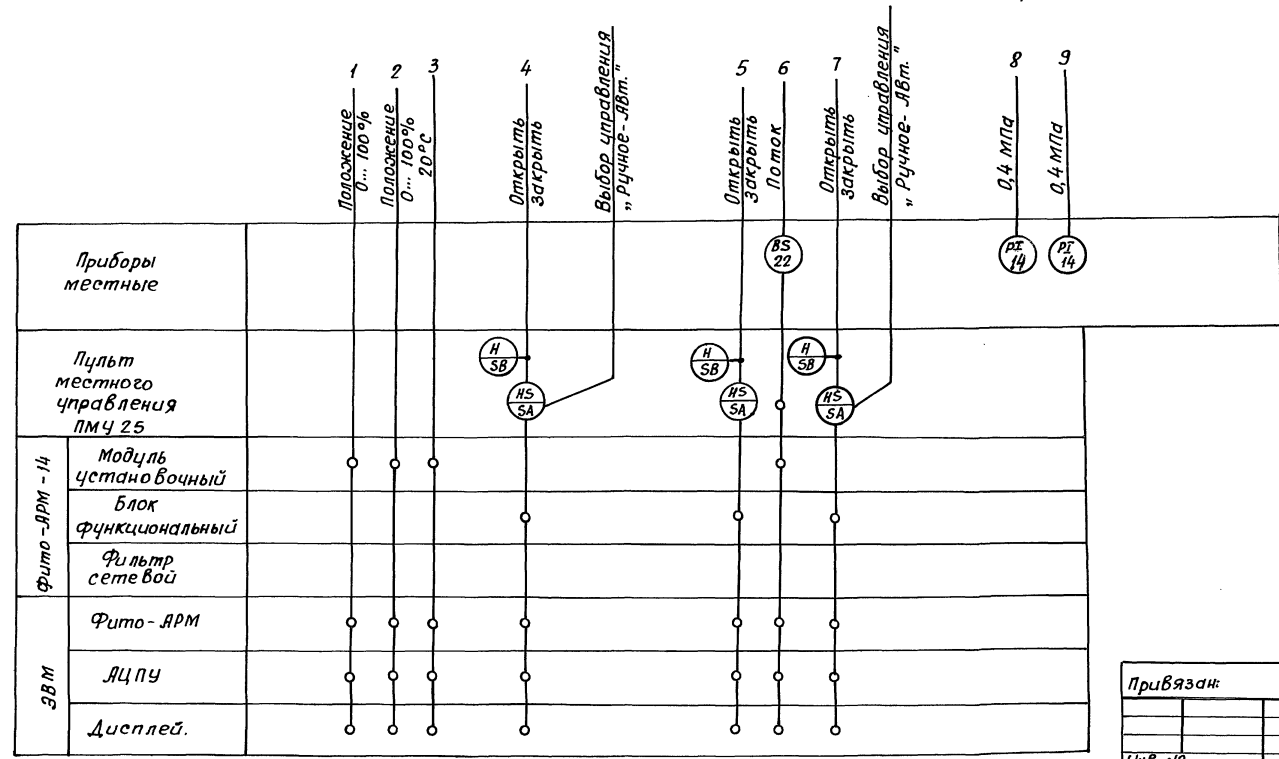 1
Положение
0... 100%
2
Положение
0... 100%
3
20°С
4
Открыть
Закрыть
Выбор управления
„Ручное-Авт."
5
Открыть
Закрыть
6
Поток
7
Открыть
Закрыть
Выбор управления
„Ручное-Авт."
8
0,4 МПа
9
0,4 МПа
Приборы
местные
BS
22
PI
14
PI
14
Пульт
местного
управления
ПМУ 25
H
SB
HS
SA
H
SB
HS
SA
H
SB
HS
SA
Фито-АРМ-14
Модуль
установочный
Блок
функциональный
Фильтр
сетевой
ЭВМ
Фито-АРМ
АЦПУ
Дисплей.
Привязан: